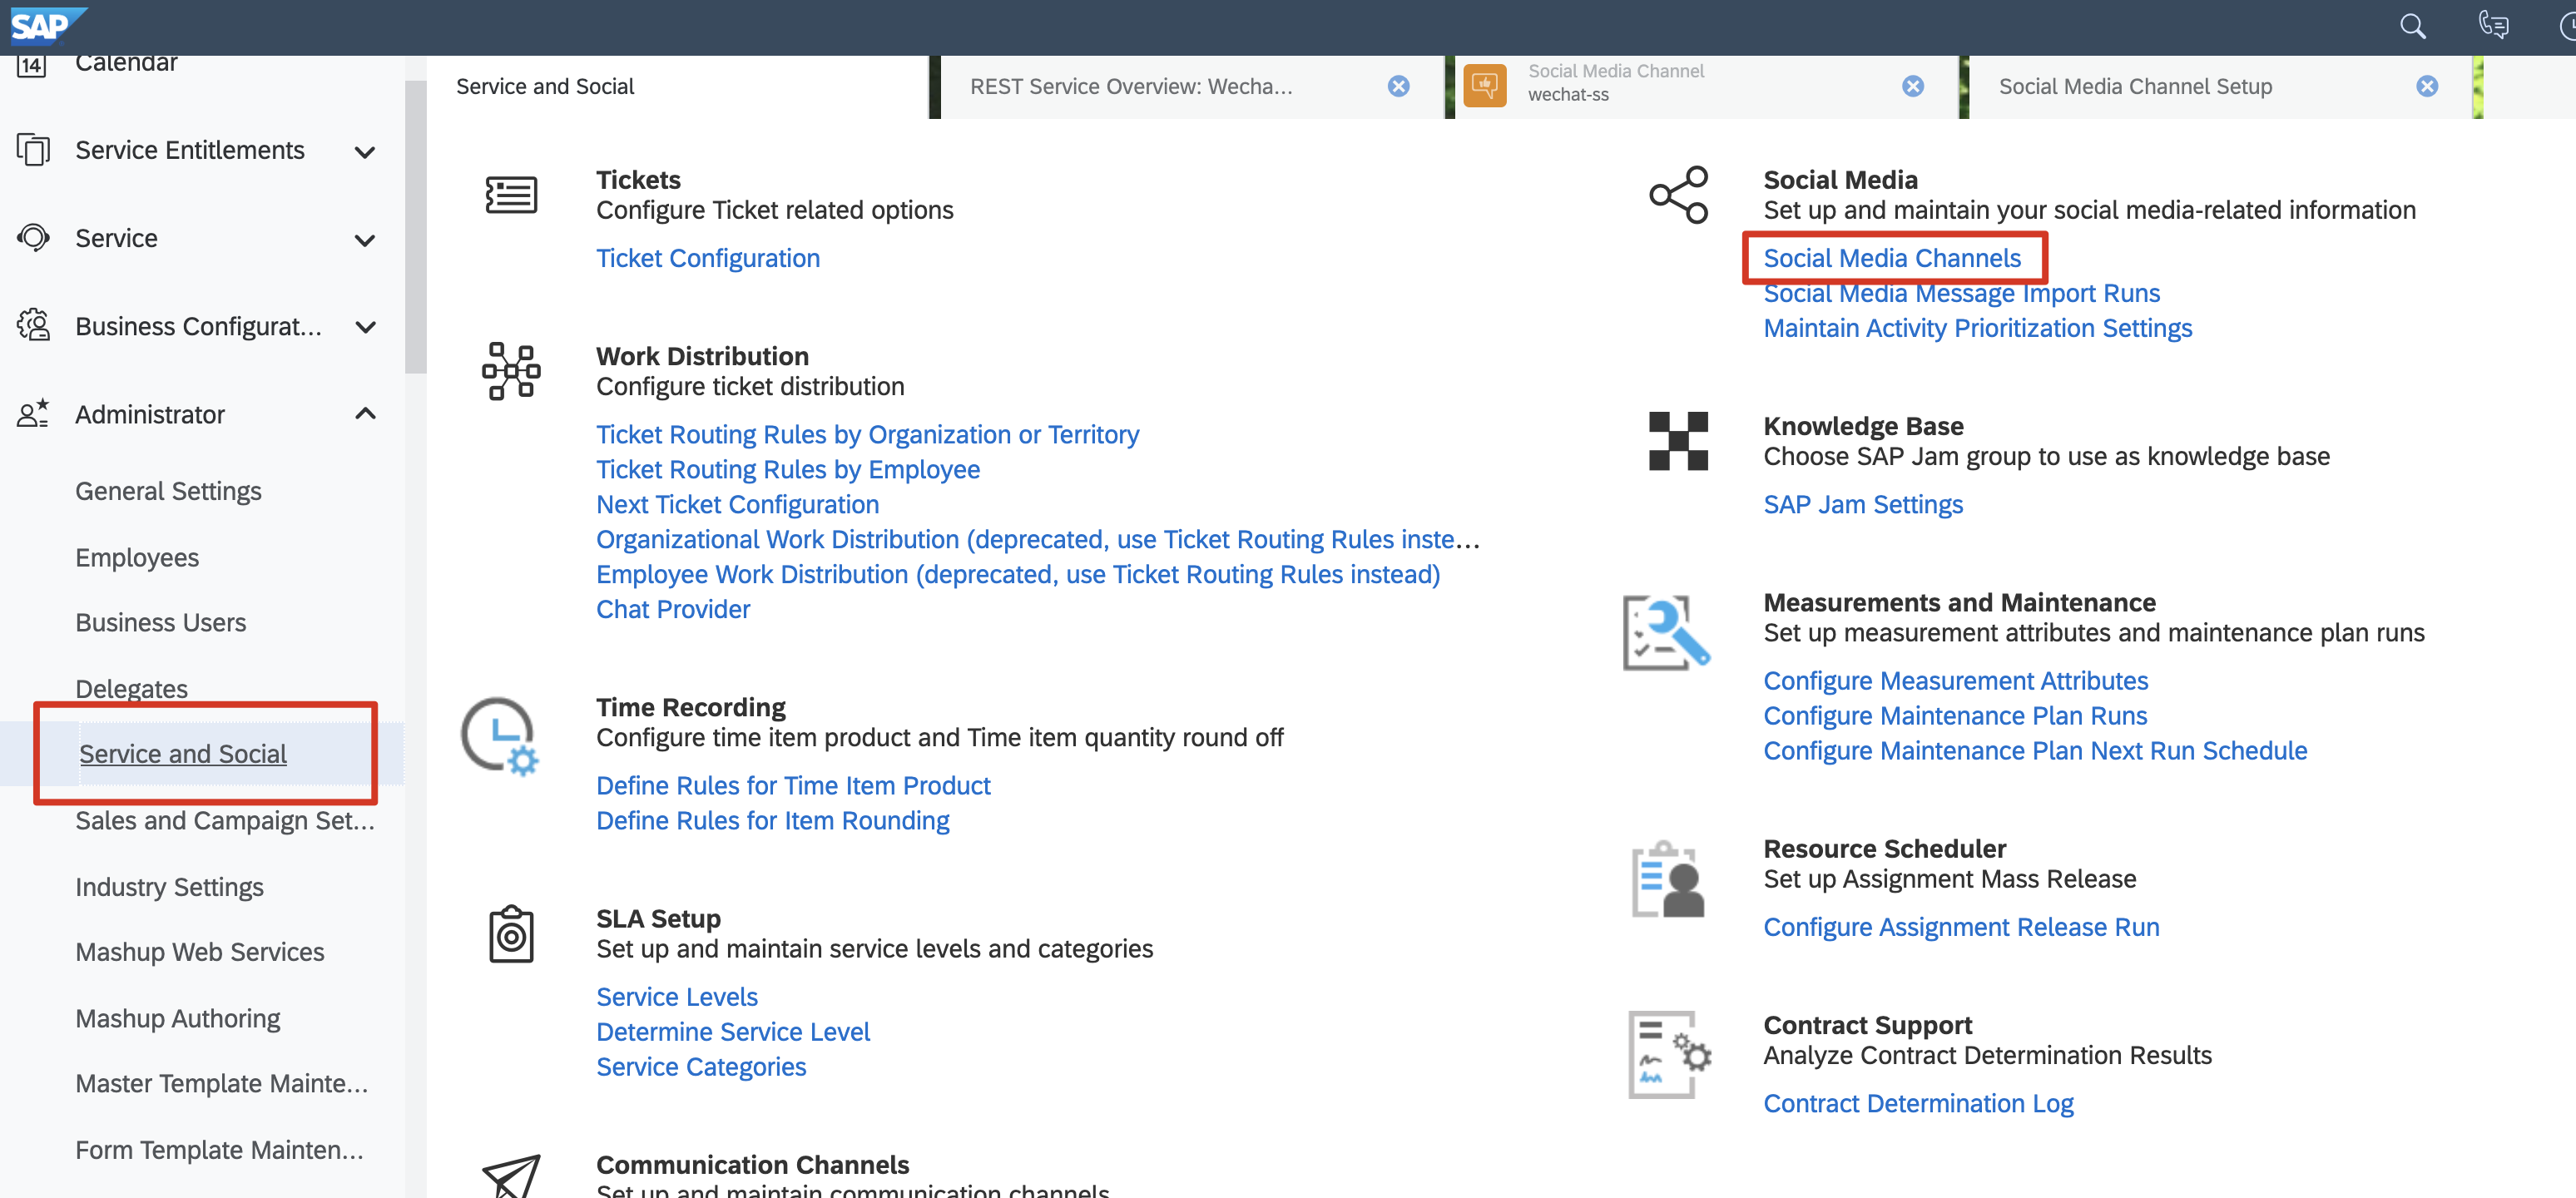 SAP
14
Calendar
Service Entitlements
Service
Business Configurat...
Administrator
General Settings
Employees
Business Users
Delegates
Service and Social
Sales and Campaign Set...
Industry Settings
Mashup Web Services
Mashup Authoring
Master Template Mainte...
Form Template Mainten...
Service and Social
REST Service Overview: Wecha...
Social Media Channel
wechat-ss
Social Media Channel Setup
Tickets
Configure Ticket related options
Ticket Configuration
Work Distribution
Configure ticket distribution
Ticket Routing Rules by Organization or Territory
Ticket Routing Rules by Employee
Next Ticket Configuration
Organizational Work Distribution (deprecated, use Ticket Routing Rules inste...
Employee Work Distribution (deprecated, use Ticket Routing Rules instead)
Chat Provider
Time Recording
Configure time item product and Time item quantity round off
Define Rules for Time Item Product
Define Rules for Item Rounding
SLA Setup
Set up and maintain service levels and categories
Service Levels
Determine Service Level
Service Categories
Communication Channels
Set up and maintain communication channels
Social Media
Set up and maintain your social media-related information
Social Media Channels
Social Media Message Import Runs
Maintain Activity Prioritization Settings
Knowledge Base
Choose SAP Jam group to use as knowledge base
SAP Jam Settings
Measurements and Maintenance
Set up measurement attributes and maintenance plan runs
Configure Measurement Attributes
Configure Maintenance Plan Runs
Configure Maintenance Plan Next Run Schedule
Resource Scheduler
Set up Assignment Mass Release
Configure Assignment Release Run
Contract Support
Analyze Contract Determination Results
Contract Determination Log